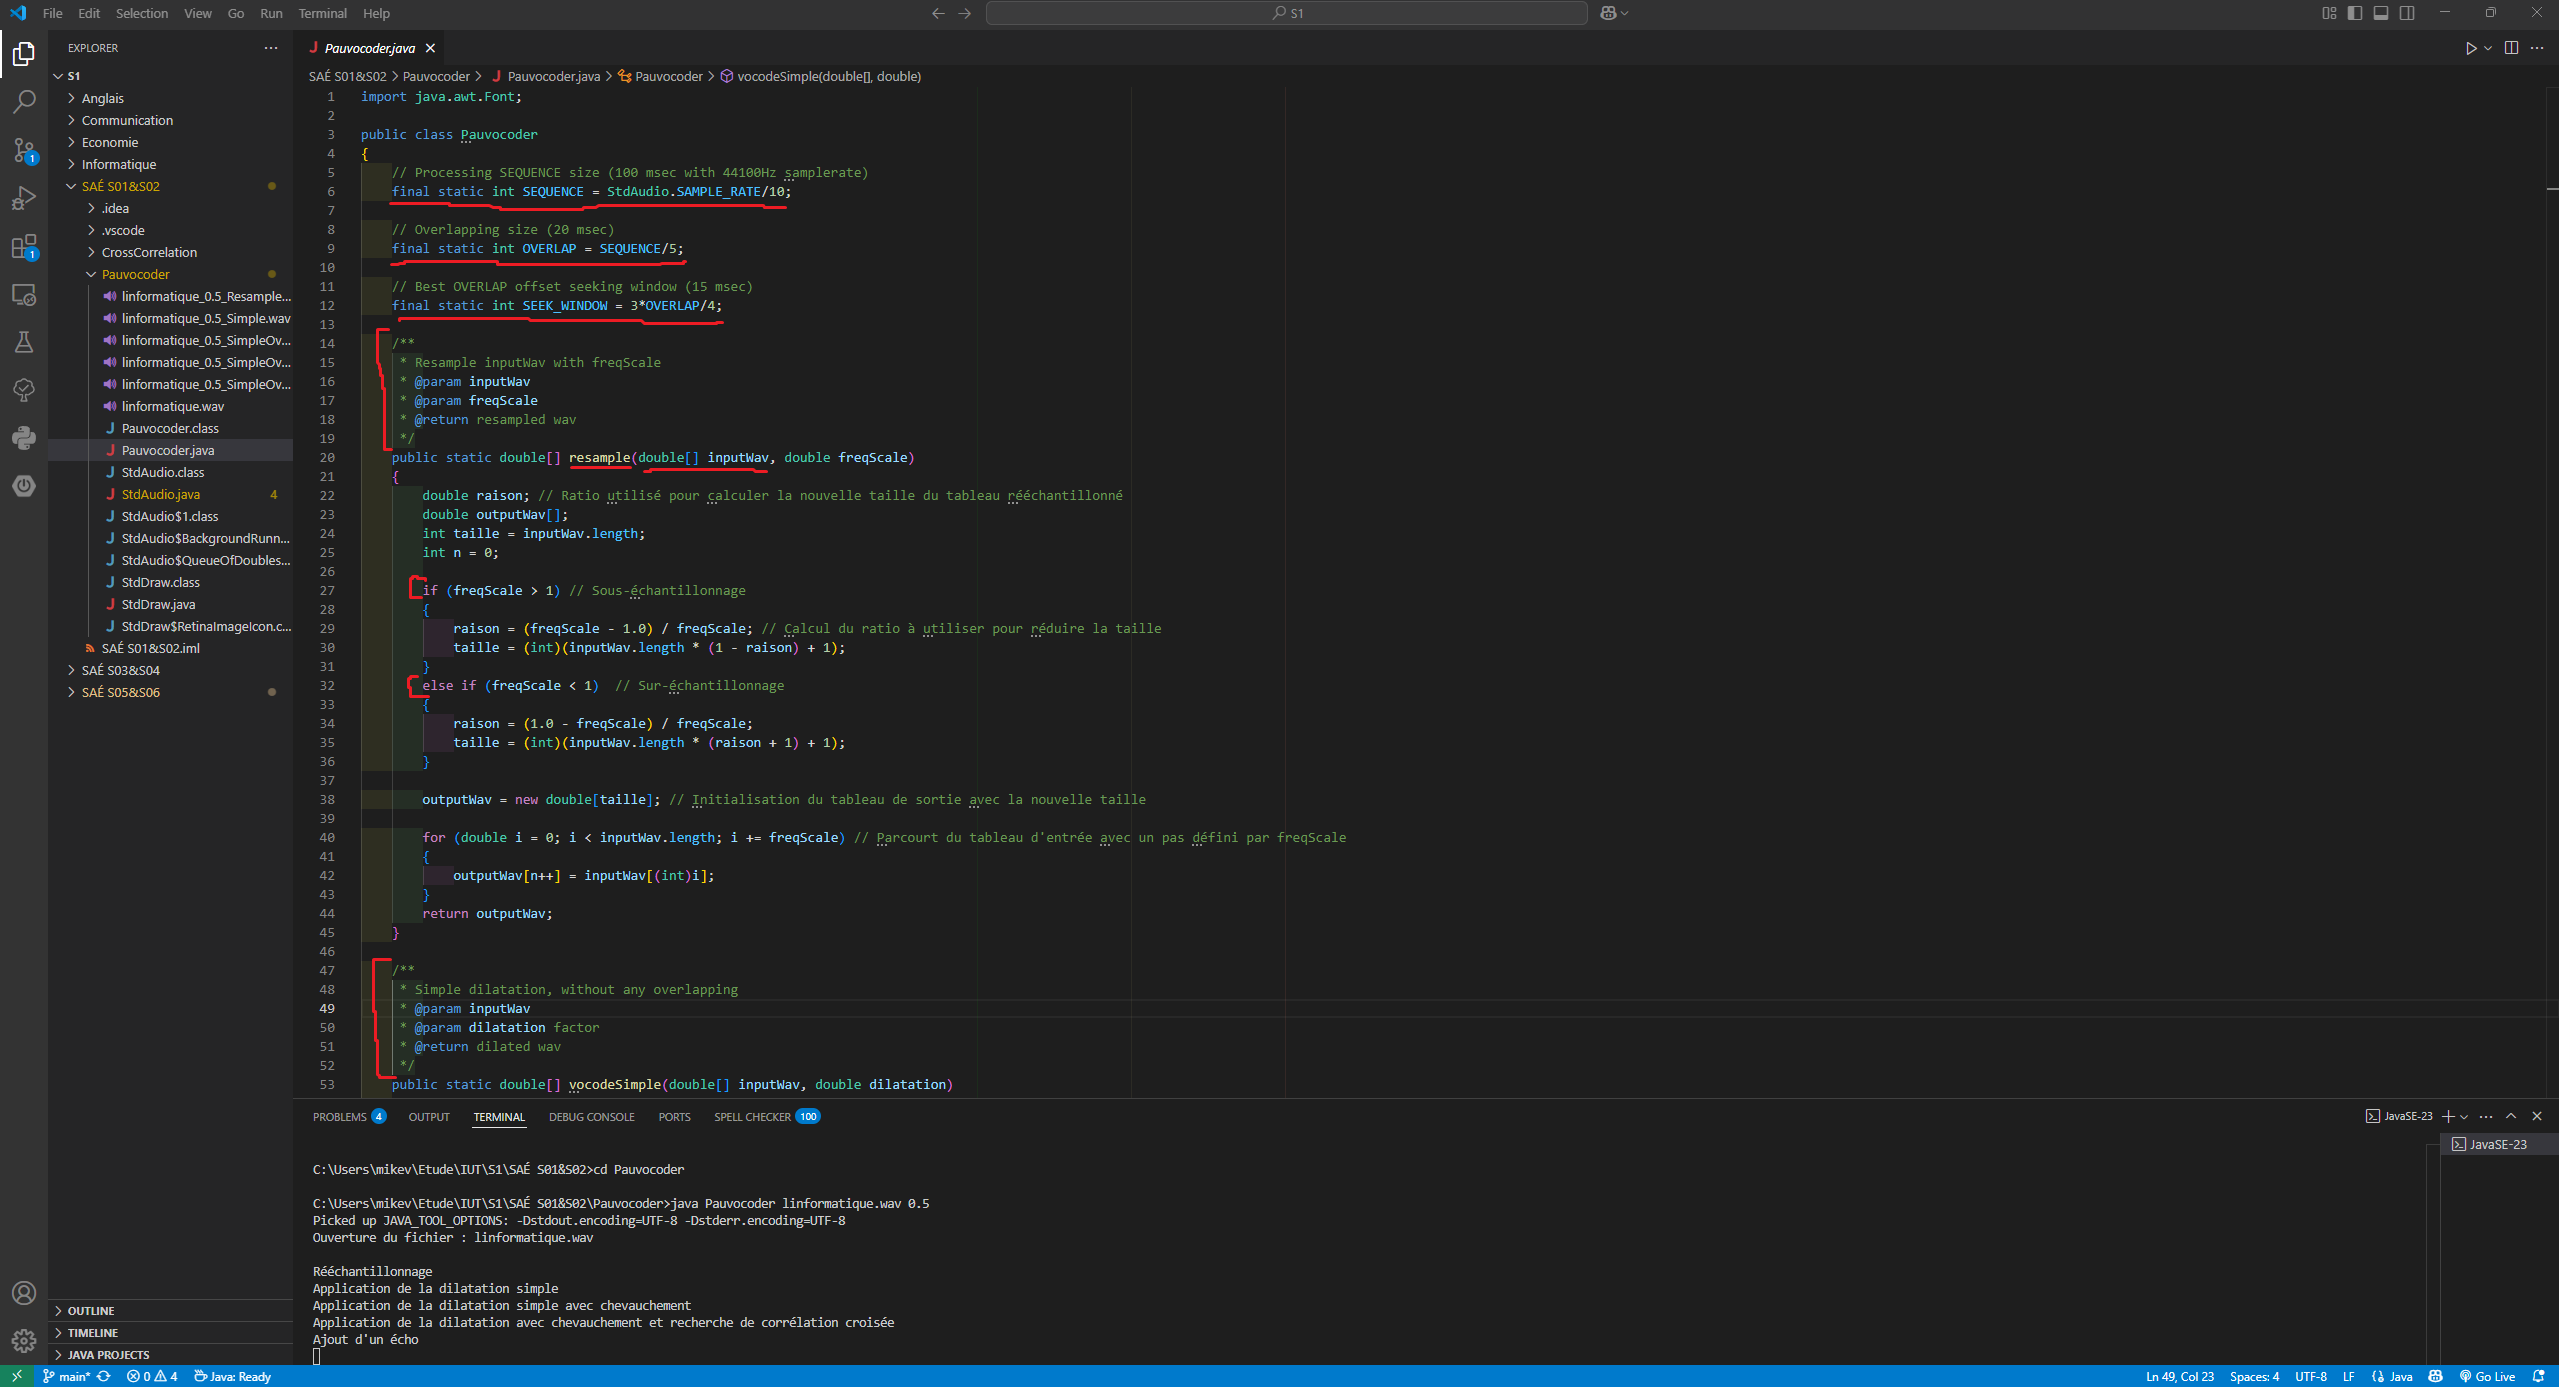 File Edit Selection View Go Run Terminal Help
S1
EXPLORER
S1
Anglais
Communication
Economie
Informatique
SAÉ S01&S02
.idea
.vscode
CrossCorrelation
Pauvocoder
linformatique_0.5_Resample...
linformatique_0.5_Simple.wav
linformatique_0.5_SimpleOv...
linformatique_0.5_SimpleOv...
linformatique_0.5_SimpleOv...
linformatique.wav
Pauvocoder.class
Pauvocoder.java
StdAudio.class
StdAudio.java 4
StdAudio$1.class
StdAudio$BackgroundRunn...
StdAudio$QueueOfDoubles...
StdDraw.class
StdDraw.java
StdDraw$RetinaImageIcon.c...
SAÉ S01&S02.iml
SAÉ S03&S04
SAÉ S05&S06
OUTLINE
TIMELINE
JAVA PROJECTS
Pauvocoder.java
SAÉ S01&S02 > Pauvocoder > Pauvocoder.java > Pauvocoder > vocodeSimple(double[], double)
1 import java.awt.Font;
2
3 public class Pauvocoder
4 {
5 // Processing SEQUENCE size (100 msec with 44100Hz samplerate)
6 final static int SEQUENCE = StdAudio.SAMPLE_RATE/10;
7
8 // Overlapping size (20 msec)
9 final static int OVERLAP = SEQUENCE/5;
10
11 // Best OVERLAP offset seeking window (15 msec)
12 final static int SEEK_WINDOW = 3*OVERLAP/4;
13
14 /**
15 * Resample inputWav with freqScale
16 * @param inputWav
17 * @param freqScale
18 * @return resampled wav
19 */
20 public static double[] resample(double[] inputWav, double freqScale)
21 {
22 double raison; // Ratio utilisé pour calculer la nouvelle taille du tableau rééchantillonné
23 double outputWav[];
24 int taille = inputWav.length;
25 int n = 0;
26
27 if (freqScale > 1) // Sous-échantillonnage
28 {
29 raison = (freqScale - 1.0) / freqScale; // Calcul du ratio à utiliser pour réduire la taille
30 taille = (int)(inputWav.length * (1 - raison) + 1);
31 }
32 else if (freqScale < 1) // Sur-échantillonnage
33 {
34 raison = (1.0 - freqScale) / freqScale;
35 taille = (int)(inputWav.length * (raison + 1) + 1);
36 }
37
38 outputWav = new double[taille]; // Initialisation du tableau de sortie avec la nouvelle taille
39
40 for (double i = 0; i < inputWav.length; i += freqScale) // Parcourt du tableau d'entrée avec un pas défini par freqScale
41 {
42 outputWav[n++] = inputWav[(int)i];
43 }
44 return outputWav;
45 }
46
47 /**
48 * Simple dilatation, without any overlapping
49 * @param inputWav
50 * @param dilatation factor
51 * @return dilated wav
52 */
53 public static double[] vocodeSimple(double[] inputWav, double dilatation)
PROBLEMS 4 OUTPUT TERMINAL DEBUG CONSOLE PORTS SPELL CHECKER 100
JavaSE-23
JavaSE-23
C:\Users\mikev\Etude\IUT\S1\SAÉ S01&S02>cd Pauvocoder
C:\Users\mikev\Etude\IUT\S1\SAÉ S01&S02\Pauvocoder>java Pauvocoder linformatique.wav 0.5
Picked up JAVA_TOOL_OPTIONS: -Dstdout.encoding=UTF-8 -Dstderr.encoding=UTF-8
Ouverture du fichier : linformatique.wav
Rééchantillonnage
Application de la dilatation simple
Application de la dilatation simple avec chevauchement
Application de la dilatation avec chevauchement et recherche de corrélation croisée
Ajout d'un écho
1
1
main* 0 4 Java: Ready
Ln 49, Col 23 Spaces: 4 UTF-8 LF Java Go Live